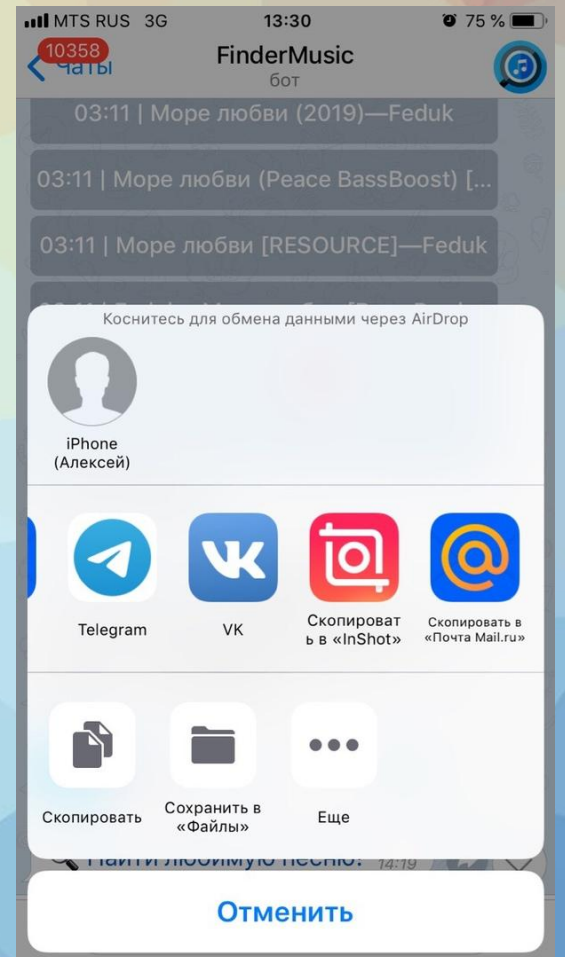 MTS RUS 3G 13:30 75 %
10358
Чаты FinderMusic
бот
03:11 | Море любви (2019)—Feduk
03:11 | Море любви (Peace BassBoost) [...
03:11 | Море любви [RESOURCE]—Feduk
Коснитесь для обмена данными через AirDrop
iPhone
(Алексей)
Telegram
VK
Скопироват
ь в «InShot»
Скопировать в
«Почта Mail.ru»
Скопировать
Сохранить в
«Файлы»
Еще
Найти любимую песню! 14:19
Отменить